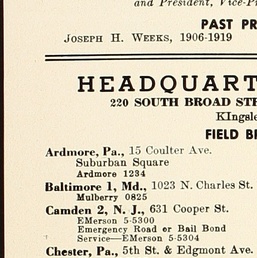 and President, Vice-Pr
PAST PR
JOSEPH H. WEEKS, 1906-1919
HEADQUART
220 SOUTH BROAD STR
KIngsle
FIELD BR
Ardmore, Pa., 15 Coulter Ave.
Suburban Square
Ardmore 1234
Baltimore 1, Md., 1023 N. Charles St.
Mulberry 0825
Camden 2, N. J., 631 Cooper St.
EMerson 5-5300
Emergency Road or Bail Bond
Service—EMerson 5-5304
Chester, Pa., 5th St. & Edgmont Ave.